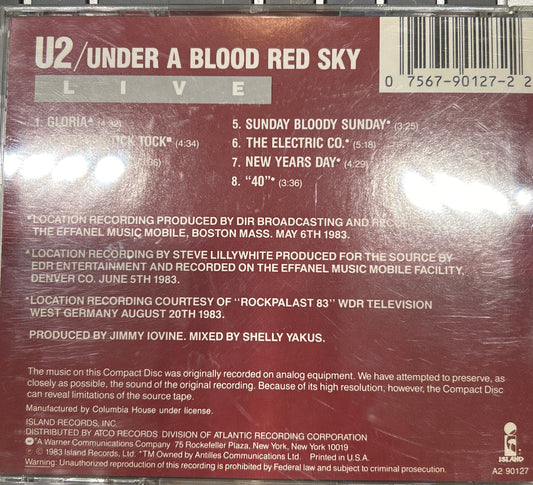 U2/UNDER A BLOOD RED SKY
LIVE
0 75679-0127-2 2
1. GLORIA* (4:32)
TOCK* (4:34)
5. SUNDAY BLOODY SUNDAY* (3:25)
6. THE ELECTRIC CO.* (5:18)
7. NEW YEARS DAY* (4:29)
8. "40"* (3:36)
*LOCATION RECORDING PRODUCED BY DIR BROADCASTING AND
THE EFFANEL MUSIC MOBILE, BOSTON MASS. MAY 6TH 1983.
LOCATION RECORDING BY STEVE LILLYWHITE PRODUCED FOR THE SOURCE BY
EDR ENTERTAINMENT AND RECORDED ON THE EFFANEL MUSIC MOBILE FACILITY,
DENVER CO. JUNE 5TH 1983.
•LOCATION RECORDING COURTESY OF "ROCKPALAST 83" WDR TELEVISION
WEST GERMANY AUGUST 20TH 1983.
PRODUCED BY JIMMY IOVINE. MIXED BY SHELLY YAKUS.
The music on this Compact Disc was originally recorded on analog equipment. We have attempted to preserve, as
closely as possible, the sound of the original recording. Because of its high resolution, however, the Compact Disc
can reveal limitations of the source tape.
Manufactured by Columbia House under license.
ISLAND RECORDS, INC.
DISTRIBUTED BY ATCO RECORDS DIVISION OF ATLANTIC RECORDING CORPORATION
A Warner Communications Company 75 Rockefeller Plaza, New York, New York 10019
© 1983 Island Records, Ltd. *TM Owned by Antilles Communications Ltd. Printed in U.S.A.
Warning: Unauthorized reproduction of this recording is prohibited by Federal law and subject to criminal prosecution.
ISLAND
A2 90127